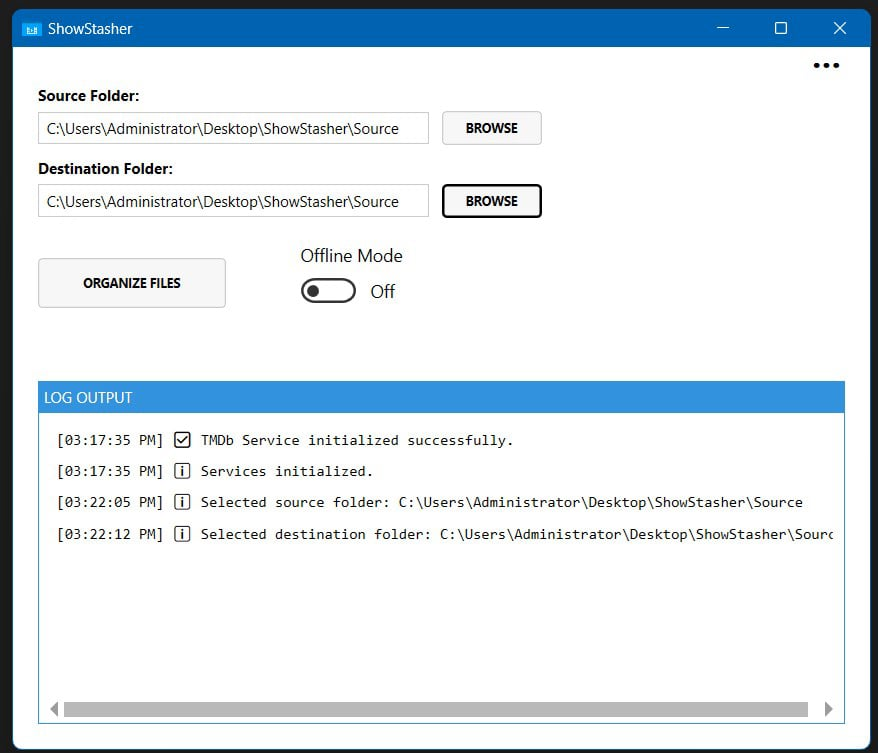 ShowStasher
Source Folder:
C:\Users\Administrator\Desktop\ShowStasher\Source
BROWSE
Destination Folder:
C:\Users\Administrator\Desktop\ShowStasher\Source
BROWSE
ORGANIZE FILES
Offline Mode
Off
LOG OUTPUT
[03:17:35 PM] TMDb Service initialized successfully.
[03:17:35 PM] Services initialized.
[03:22:05 PM] Selected source folder: C:\Users\Administrator\Desktop\ShowStasher\Source
[03:22:12 PM] Selected destination folder: C:\Users\Administrator\Desktop\ShowStasher\Sourc